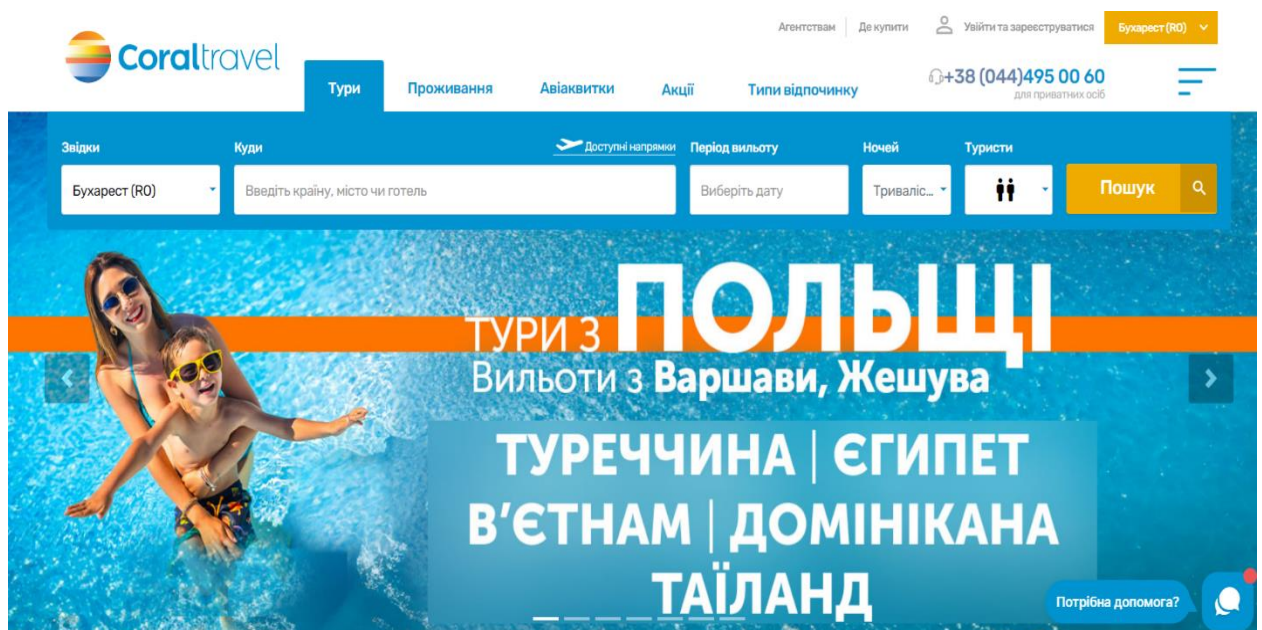 Агентствам
Де купити
Увійти та зареєструватися
Бухарест (RO)
Coraltravel
Тури
Проживання
Авіаквитки
Акції
Типи відпочинку
+38 (044)495 00 60
для приватних осіб
Звідки
Куди
Доступні напрямки
Період вильоту
Ночей
Туристи
Бухарест (RO)
Введіть країну, місто чи готель
Виберіть дату
Триваліс...
Пошук
ТУРИ З ПОЛЬЩІ
Вильоти з Варшави, Жешува
ТУРЕЧЧИНА | ЄГИПЕТ
В'ЄТНАМ | ДОМІНІКАНА
ТАЇЛАНД
Потрібна допомога?